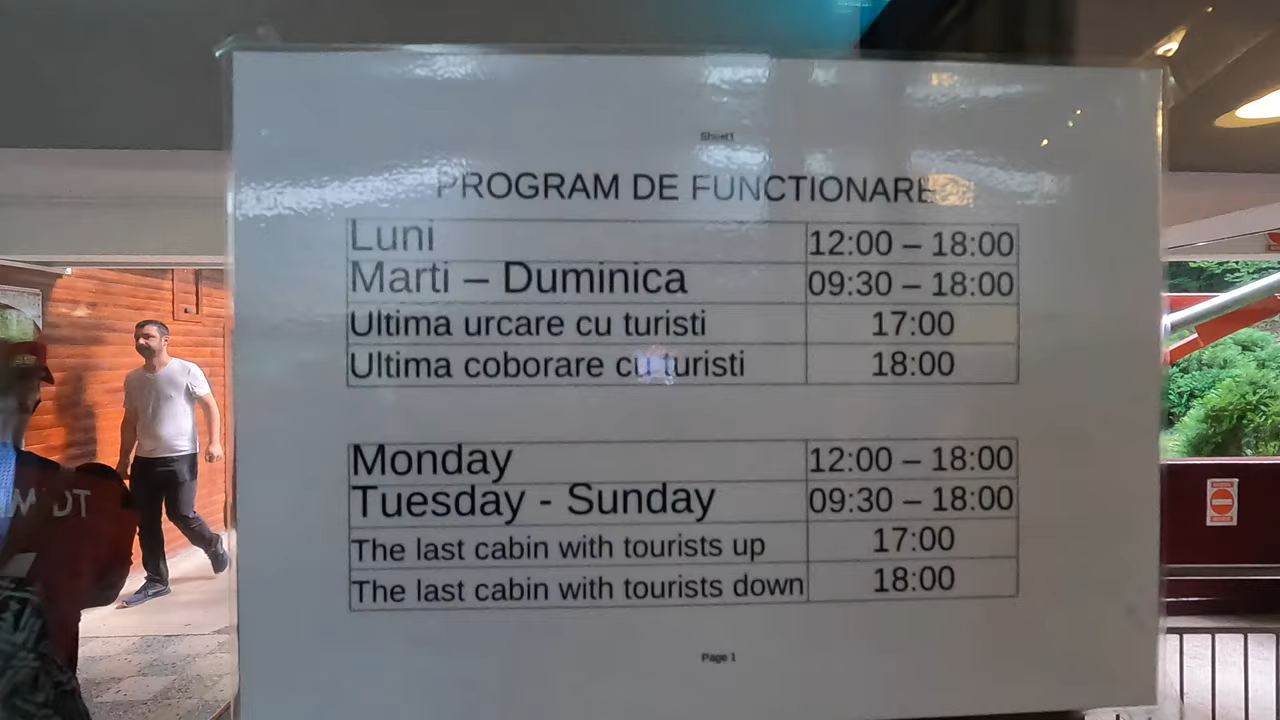 Sheet1
PROGRAM DE FUNCTIONARE
Luni 12:00 – 18:00
Marti – Duminica 09:30 – 18:00
Ultima urcare cu turisti 17:00
Ultima coborare cu turisti 18:00
Monday 12:00 – 18:00
Tuesday - Sunday 09:30 – 18:00
The last cabin with tourists up 17:00
The last cabin with tourists down 18:00
Page 1